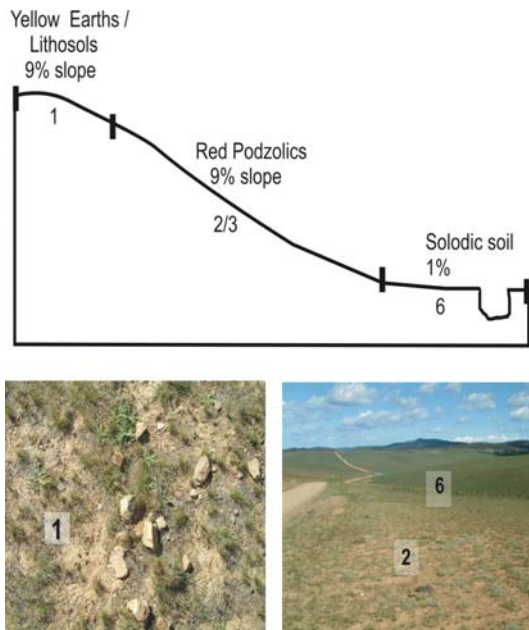 Yellow Earths /
Lithosols
9% slope
1
Red Podzolics
9% slope
2/3
Solodic soil
1%
6
1
6
2